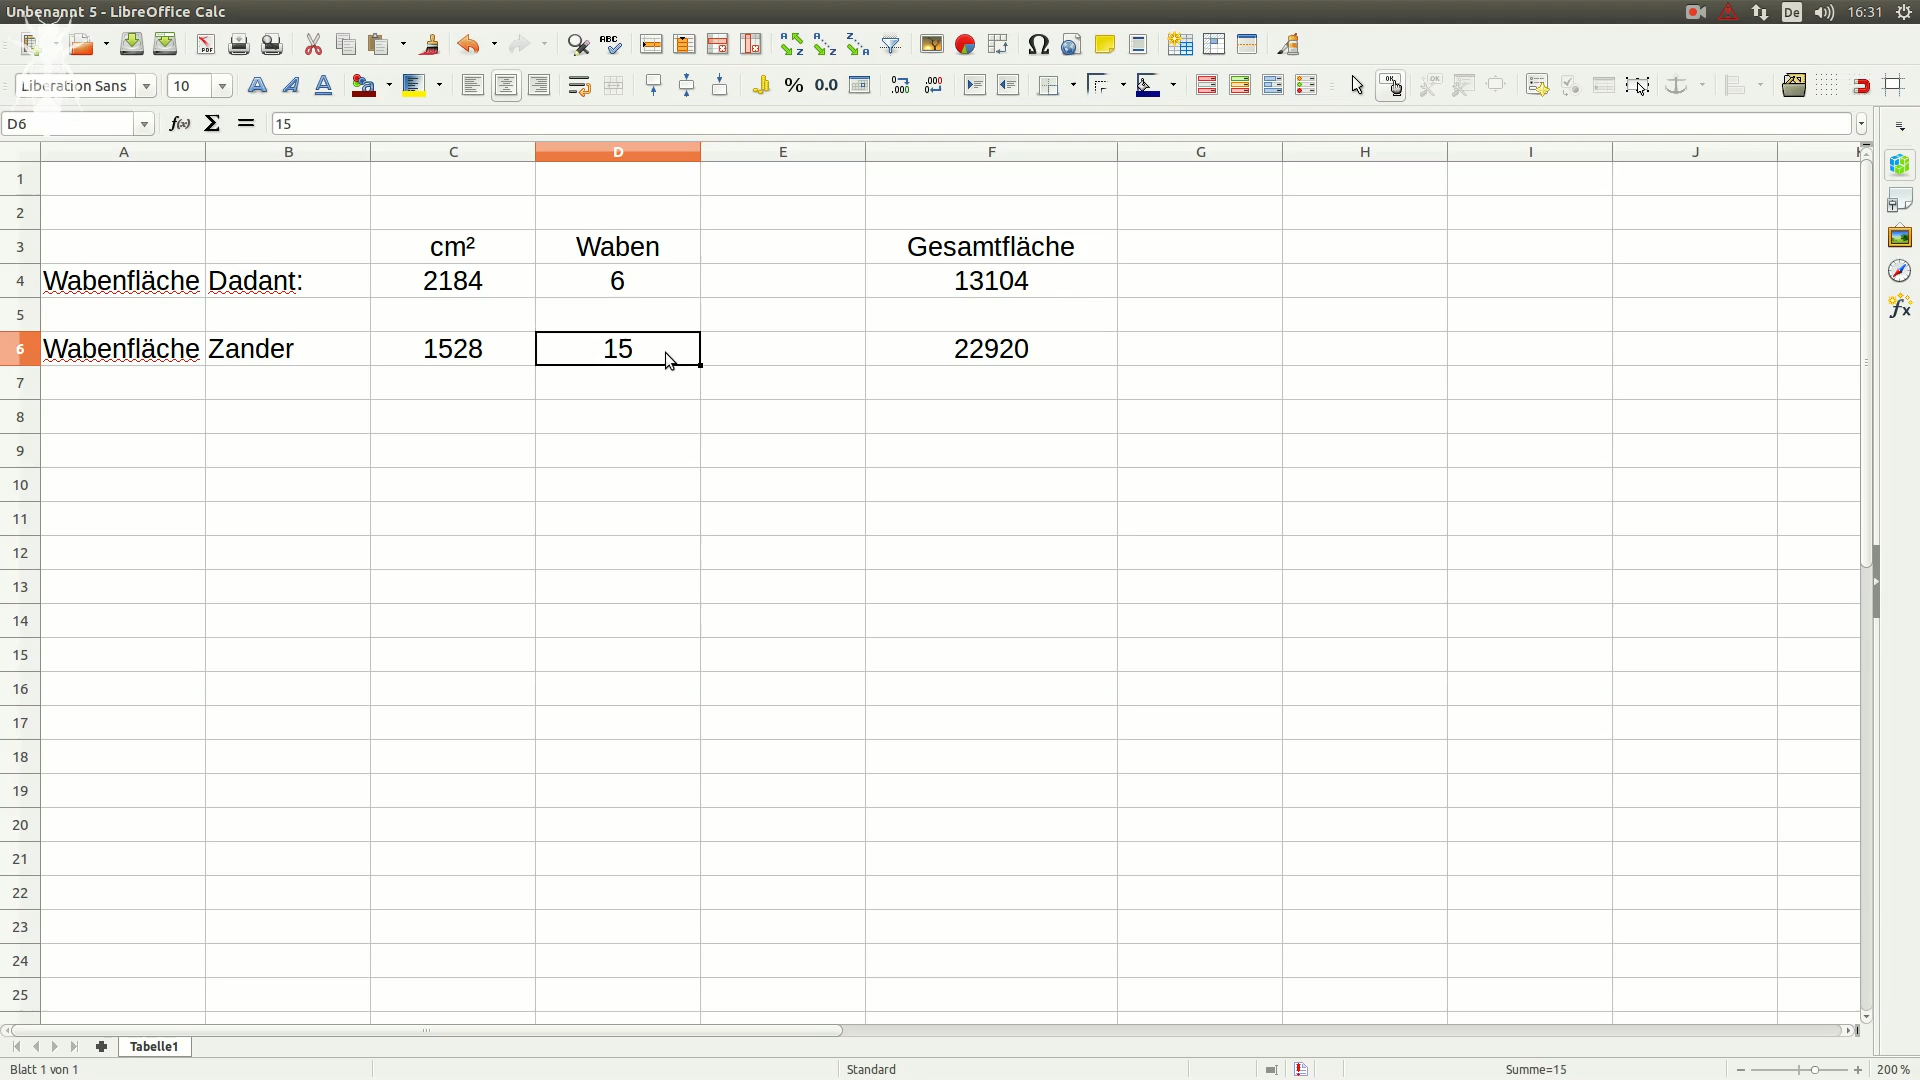 Unbenannt 5 - LibreOffice Calc
De
16:31
Liberation Sans
10
D6
15
A B C D E F G H I J
1
2
3 cm² Waben Gesamtfläche
4 Wabenfläche Dadant: 2184 6 13104
5
6 Wabenfläche Zander 1528 15 22920
7
8
9
10
11
12
13
14
15
16
17
18
19
20
21
22
23
24
25
Tabelle1
Blatt 1 von 1 Standard Summe=15 200 %